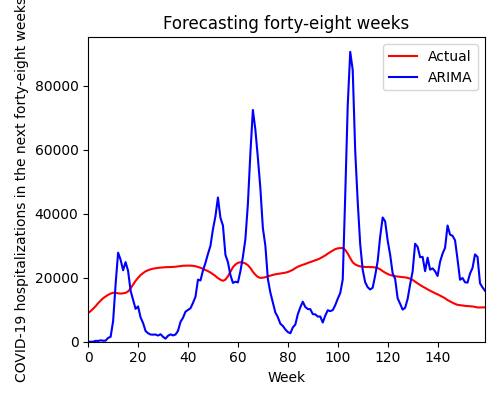 Forecasting forty-eight weeks
COVID-19 hospitalizations in the next forty-eight weeks
Actual
ARIMA
80000
60000
40000
20000
0
0 20 40 60 80 100 120 140
Week